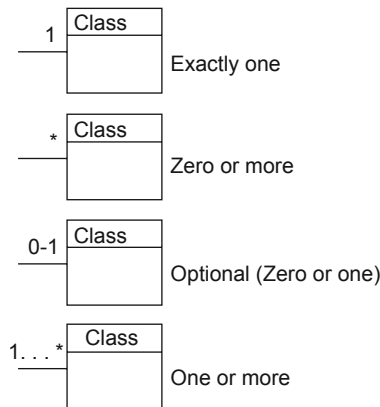 1
Class
Exactly one
*
Class
Zero or more
0-1
Class
Optional (Zero or one)
1. . . *
Class
One or more